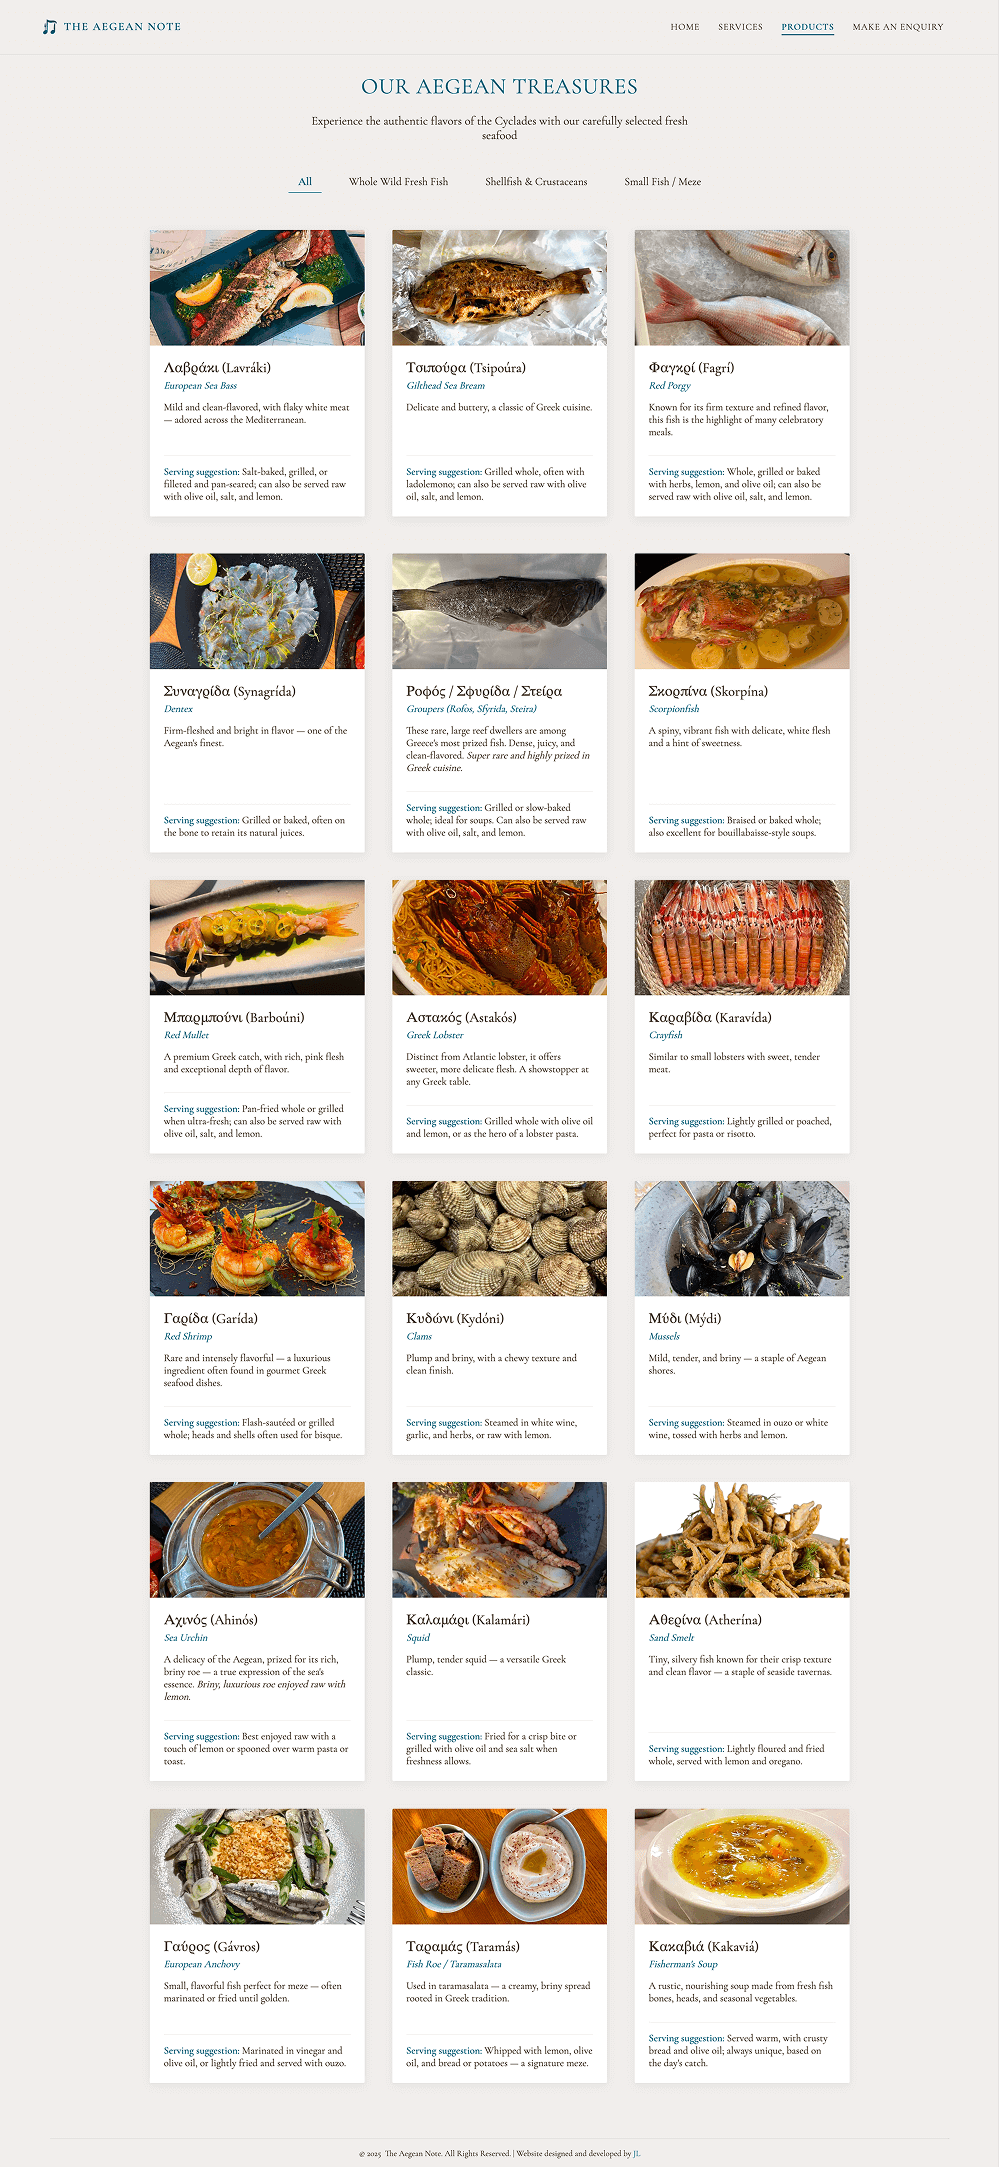 THE AEGEAN NOTE
HOME SERVICES PRODUCTS MAKE AN ENQUIRY
OUR AEGEAN TREASURES
Experience the authentic flavors of the Cyclades with our carefully selected fresh
seafood
All Whole Wild Fresh Fish Shellfish & Crustaceans Small Fish / Meze
Λαβράκι (Lavráki)
European Sea Bass
Mild and clean-flavored, with flaky white meat
— adored across the Mediterranean.
Serving suggestion: Salt-baked, grilled, or
filleted and pan-seared; can also be served raw
with olive oil, salt, and lemon.
Τσιπούρα (Tsipoúra)
Gilthead Sea Bream
Delicate and buttery, a classic of Greek cuisine.
Serving suggestion: Grilled whole, often with
ladolemono; can also be served raw with olive
oil, salt, and lemon.
Φαγκρί (Fagrí)
Red Porgy
Known for its firm texture and refined flavor,
this fish is the highlight of many celebratory
meals.
Serving suggestion: Whole, grilled or baked
with herbs, lemon, and olive oil; can also be
served raw with olive oil, salt, and lemon.
Συναγρίδα (Synagrída)
Dentex
Firm-fleshed and bright in flavor — one of the
Aegean's finest.
Serving suggestion: Grilled or baked, often on
the bone to retain its natural juices.
Ροφός / Σφυρίδα / Στείρα
Groupers (Rofos, Sfyrida, Steira)
These rare, large reef dwellers are among
Greece's most prized fish. Dense, juicy, and
clean-flavored. Super rare and highly prized in
Greek cuisine.
Serving suggestion: Grilled or slow-baked
whole; ideal for soups. Can also be served raw
with olive oil, salt, and lemon.
Σκορπίνα (Skorpína)
Scorpionfish
A spiny, vibrant fish with delicate, white flesh
and a hint of sweetness.
Serving suggestion: Braised or baked whole;
also excellent for bouillabaisse-style soups.
Μπαρμπούνι (Barboúni)
Red Mullet
A premium Greek catch, with rich, pink flesh
and exceptional depth of flavor.
Serving suggestion: Pan-fried whole or grilled
when ultra-fresh; can also be served raw with
olive oil, salt, and lemon.
Αστακός (Astakós)
Greek Lobster
Distinct from Atlantic lobster, it offers
sweeter, more delicate flesh. A showstopper at
any Greek table.
Serving suggestion: Grilled whole with olive oil
and lemon, or as the hero of a lobster pasta.
Καραβίδα (Karavída)
Crayfish
Similar to small lobsters with sweet, tender
meat.
Serving suggestion: Lightly grilled or poached,
perfect for pasta or risotto.
Γαρίδα (Garída)
Red Shrimp
Rare and intensely flavorful — a luxurious
ingredient often found in gourmet Greek
seafood dishes.
Serving suggestion: Flash-sautéed or grilled
whole; heads and shells often used for bisque.
Κυδώνι (Kydóni)
Clams
Plump and briny, with a chewy texture and
clean finish.
Serving suggestion: Steamed in white wine,
garlic, and herbs, or raw with lemon.
Μύδι (Mýdi)
Mussels
Mild, tender, and briny — a staple of Aegean
shores.
Serving suggestion: Steamed in ouzo or white
wine, tossed with herbs and lemon.
Αχινός (Ahinós)
Sea Urchin
A delicacy of the Aegean, prized for its rich,
briny roe — a true expression of the sea's
essence. Briny, luxurious roe enjoyed raw with
lemon.
Serving suggestion: Best enjoyed raw with a
touch of lemon or spooned over warm pasta or
toast.
Καλαμάρι (Kalamári)
Squid
Plump, tender squid — a versatile Greek
classic.
Serving suggestion: Fried for a crisp bite or
grilled with olive oil and sea salt when
freshness allows.
Αθερίνα (Atherína)
Sand Smelt
Tiny, silvery fish known for their crisp texture
and clean flavor — a staple of seaside tavernas.
Serving suggestion: Lightly floured and fried
whole, served with lemon and oregano.
Γαύρος (Gávros)
European Anchovy
Small, flavorful fish perfect for meze — often
marinated or fried until golden.
Serving suggestion: Marinated in vinegar and
olive oil, or lightly fried and served with ouzo.
Ταραμάς (Taramás)
Fish Roe / Taramasalata
Used in taramasalata — a creamy, briny spread
rooted in Greek tradition.
Serving suggestion: Whipped with lemon, olive
oil, and bread or potatoes — a signature meze.
Κακαβιά (Kakaviá)
Fisherman's Soup
A rustic, nourishing soup made from fresh fish
bones, heads, and seasonal vegetables.
Serving suggestion: Served warm, with crusty
bread and olive oil; always unique, based on
the day's catch.
© 2025 The Aegean Note. All Rights Reserved. | Website designed and developed by JL